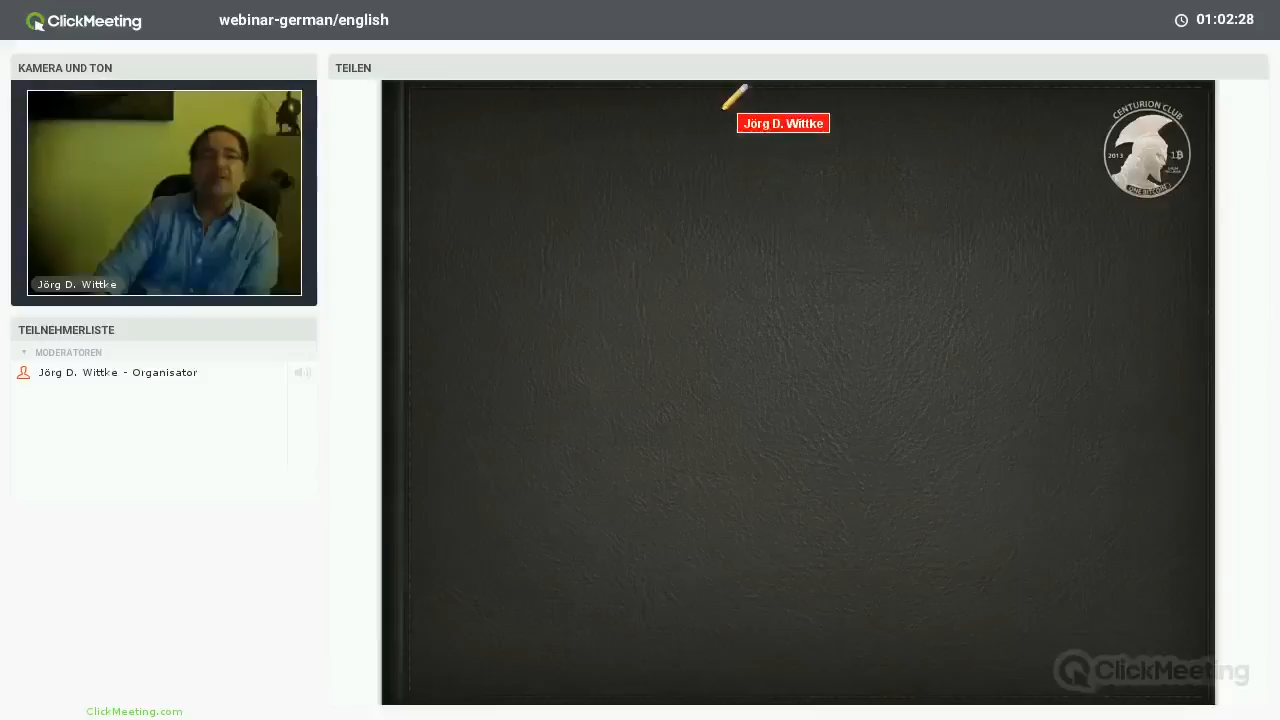 ClickMeeting
webinar-german/english
01:02:28
KAMERA UND TON
Jörg D. Wittke
TEILNEHMERLISTE
MODERATOREN
Jörg D. Wittke - Organisator
ClickMeeting.com
TEILEN
Jörg D. Wittke
CENTURION CLUB
2013
1₿
ONE BITCOIN
ClickMeeting